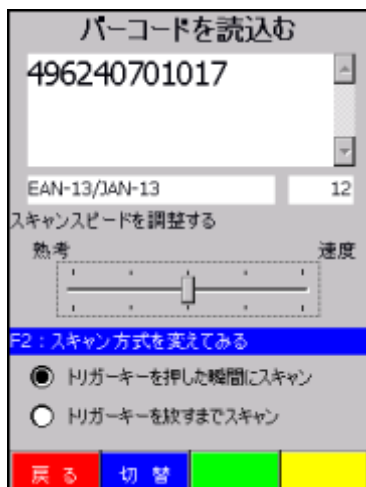 バーコードを読込む
496240701017
EAN-13/JAN-13 12
スキャンスピードを調整する
熟考 速度
F2：スキャン方式を変えてみる
トリガーキーを押した瞬間にスキャン
トリガーキーを放すまでスキャン
戻る 切替